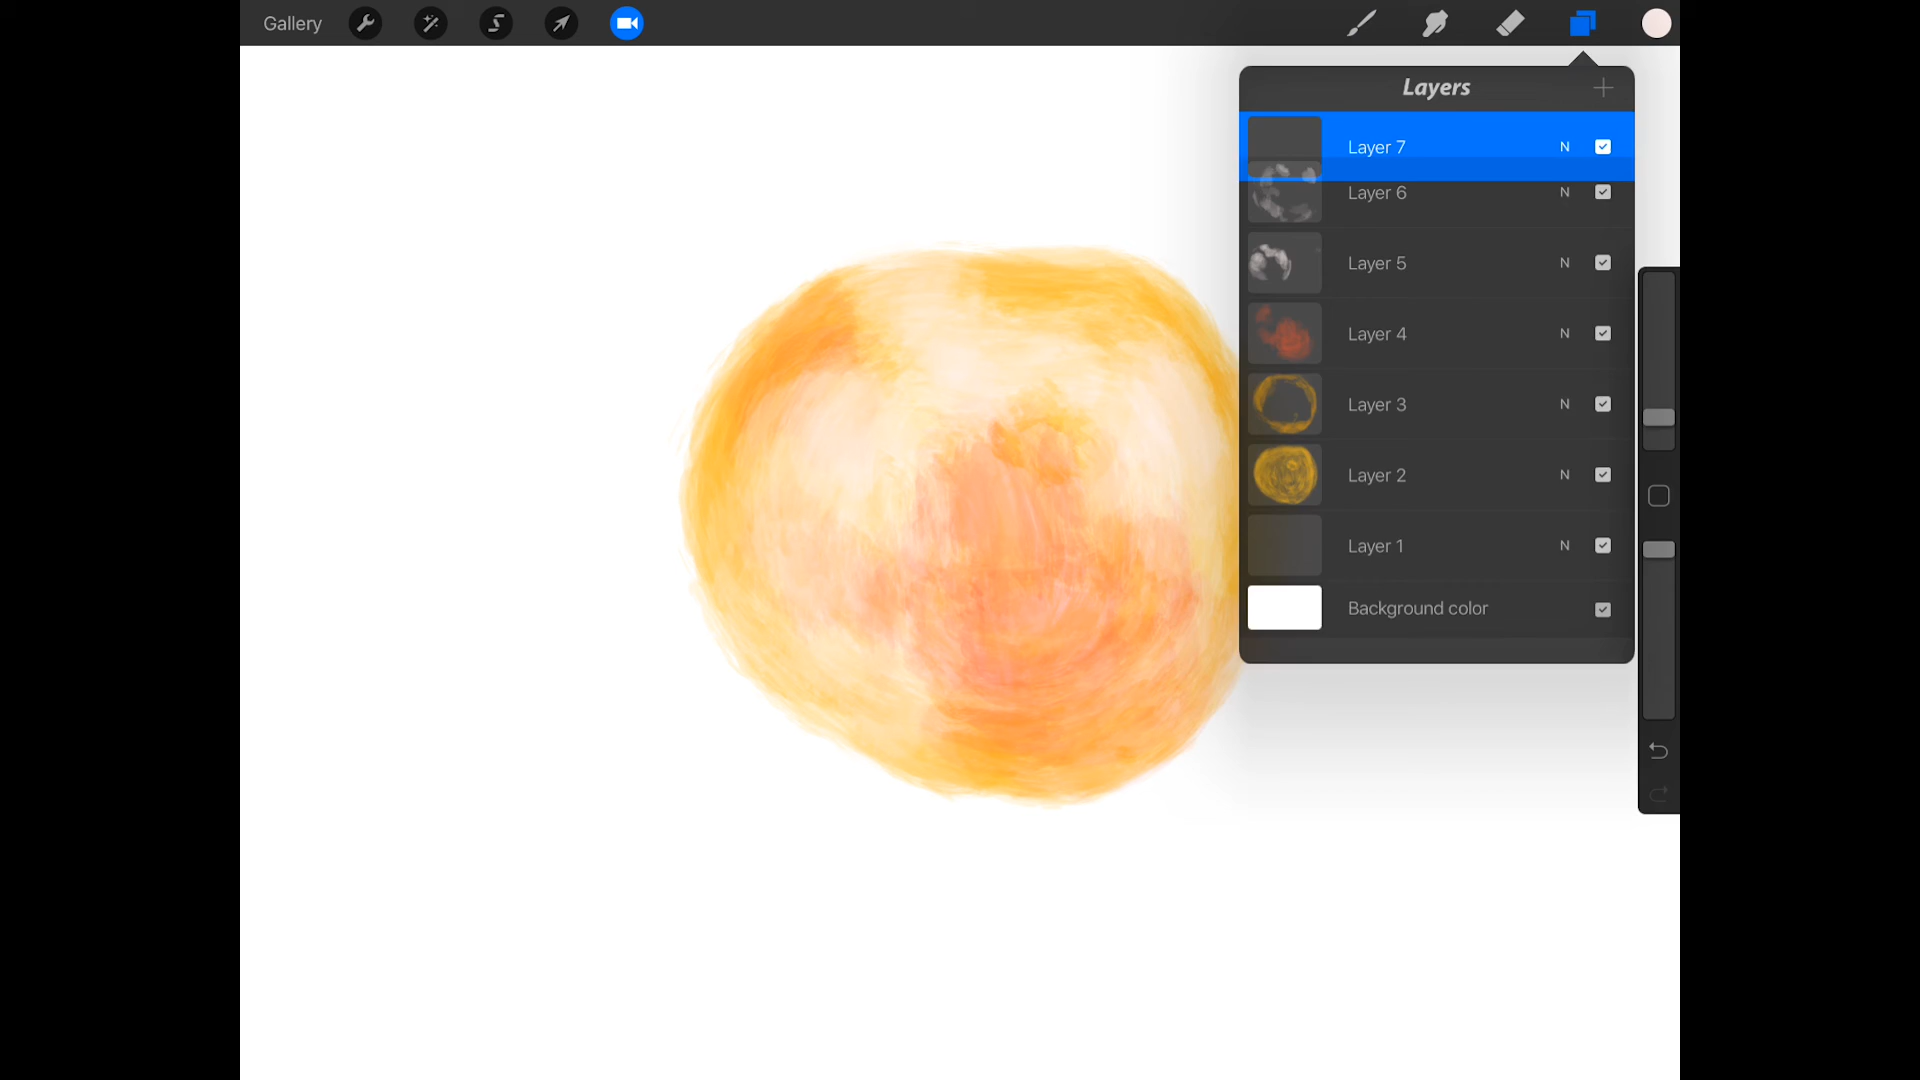 Gallery
Layers
Layer 7 N
Layer 6 N
Layer 5 N
Layer 4 N
Layer 3 N
Layer 2 N
Layer 1 N
Background color